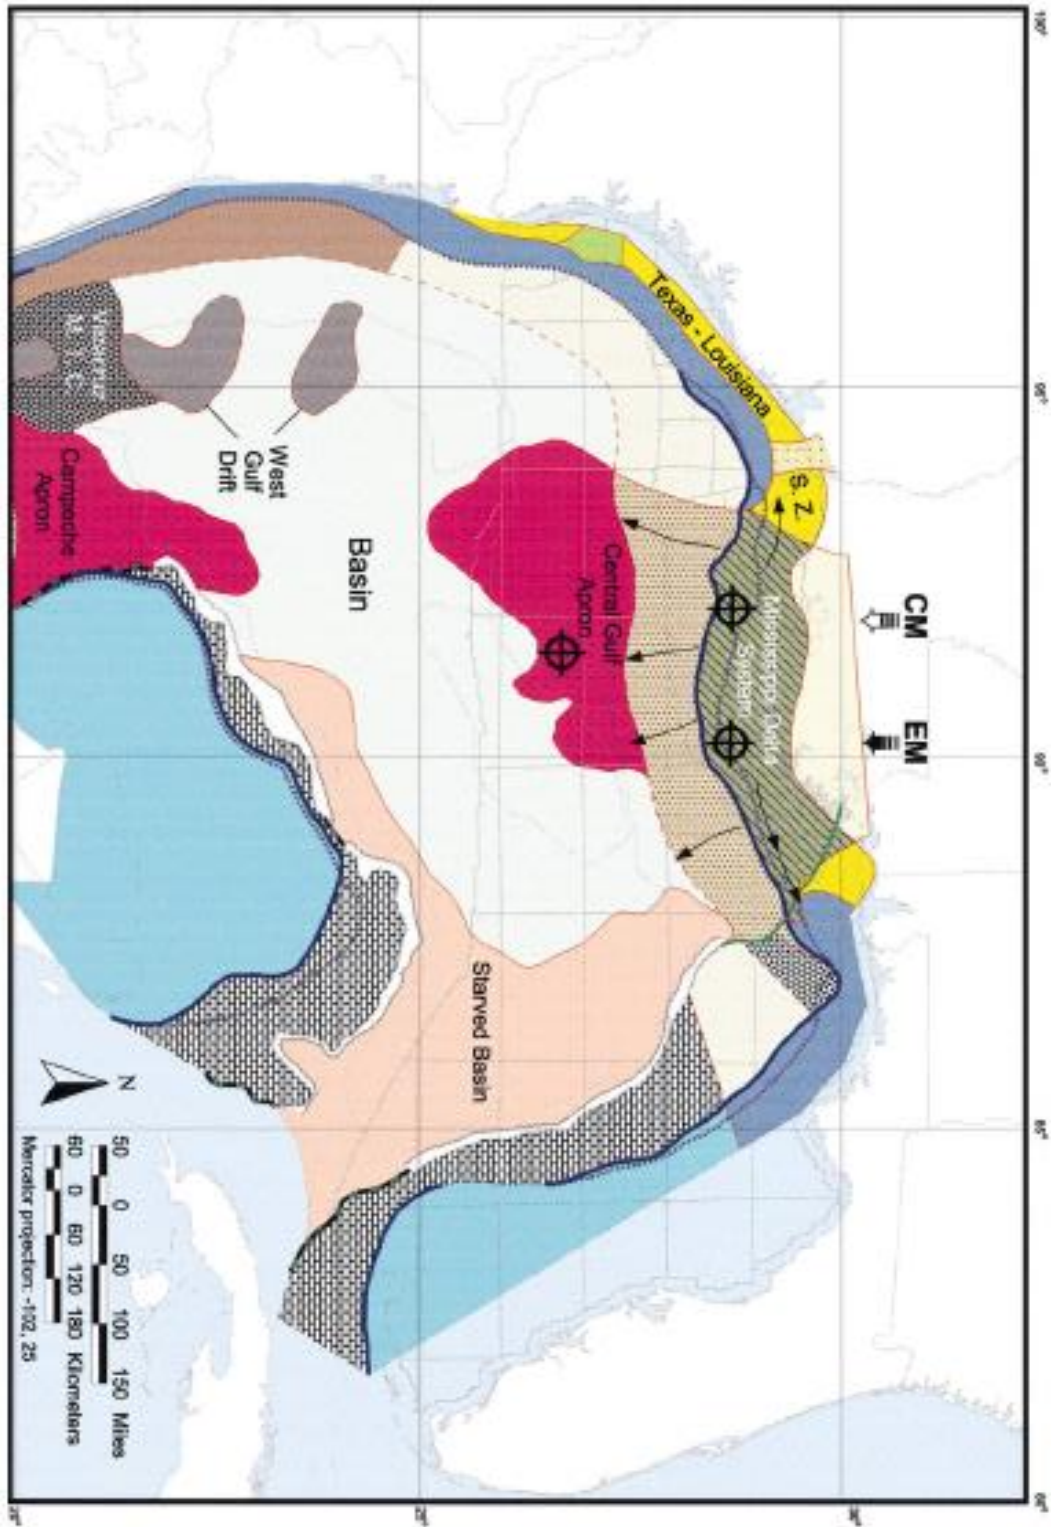 CM
EM
Texas - Louisiana
S. Z.
Mississippi Delta
System
Central Gulf
Apron
Basin
West
Gulf
Drift
Campeche
Apron
Starved Basin
N
50 0 50 100 150 Miles
60 0 60 120 180 Kilometers
Mercator projection: -102, 25